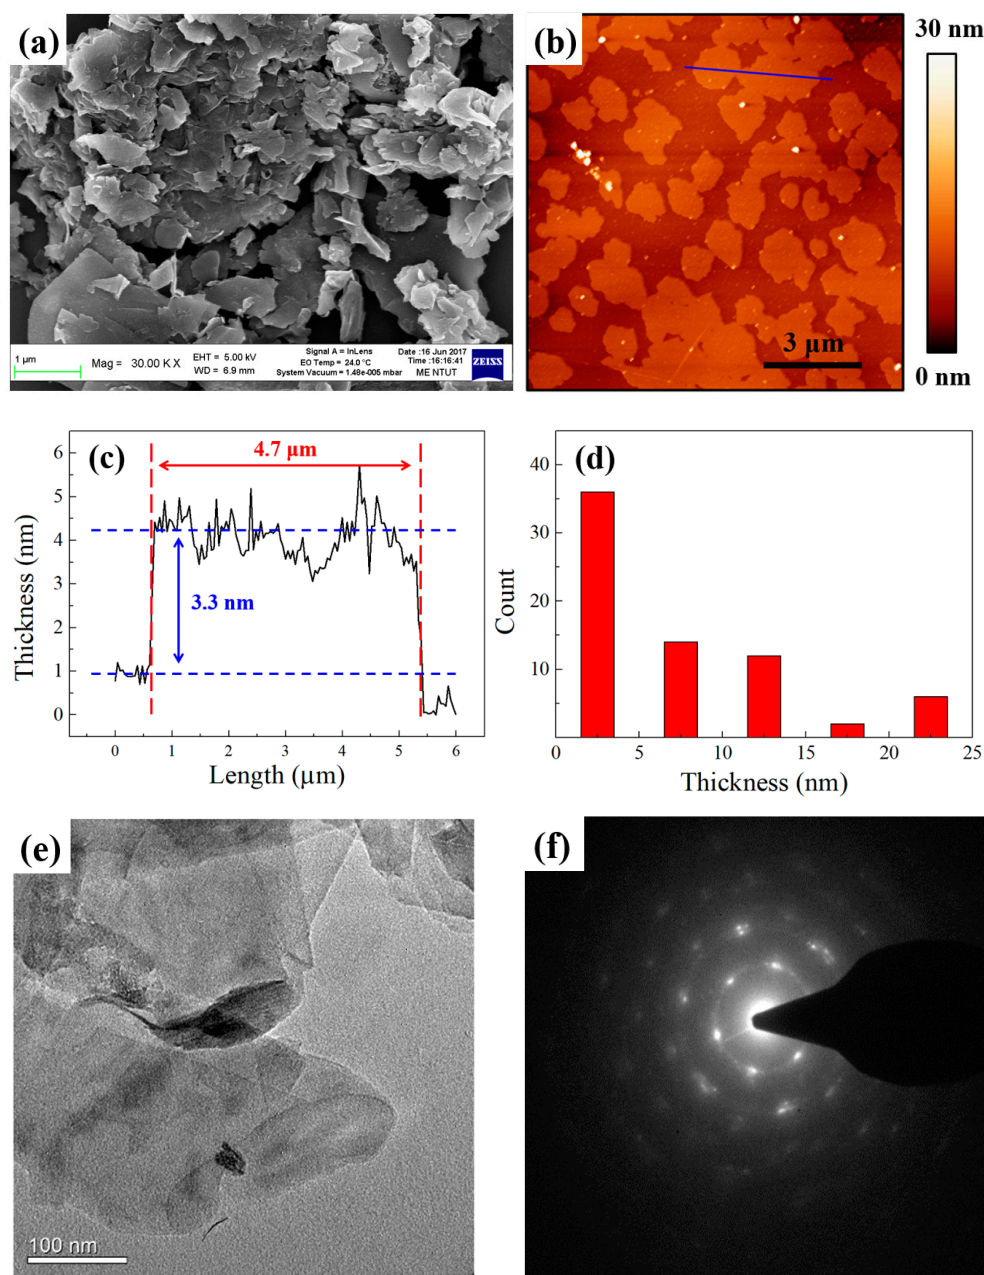 (a)
1 µm
Mag = 30.00 K X
EHT = 5.00 kV
WD = 6.9 mm
Signal A = InLens
EO Temp = 24.0 °C
System Vacuum = 1.48e-005 mbar
Date :16 Jun 2017
Time :16:16:41
ME NTUT
ZEISS
(b)
3 µm
30 nm
0 nm
(c)
4.7 µm
3.3 nm
Thickness (nm)
6
5
4
3
2
1
0
0 1 2 3 4 5 6
Length (µm)
(d)
Count
40
30
20
10
0 5 10 15 20 25
Thickness (nm)
(e)
100 nm
(f)